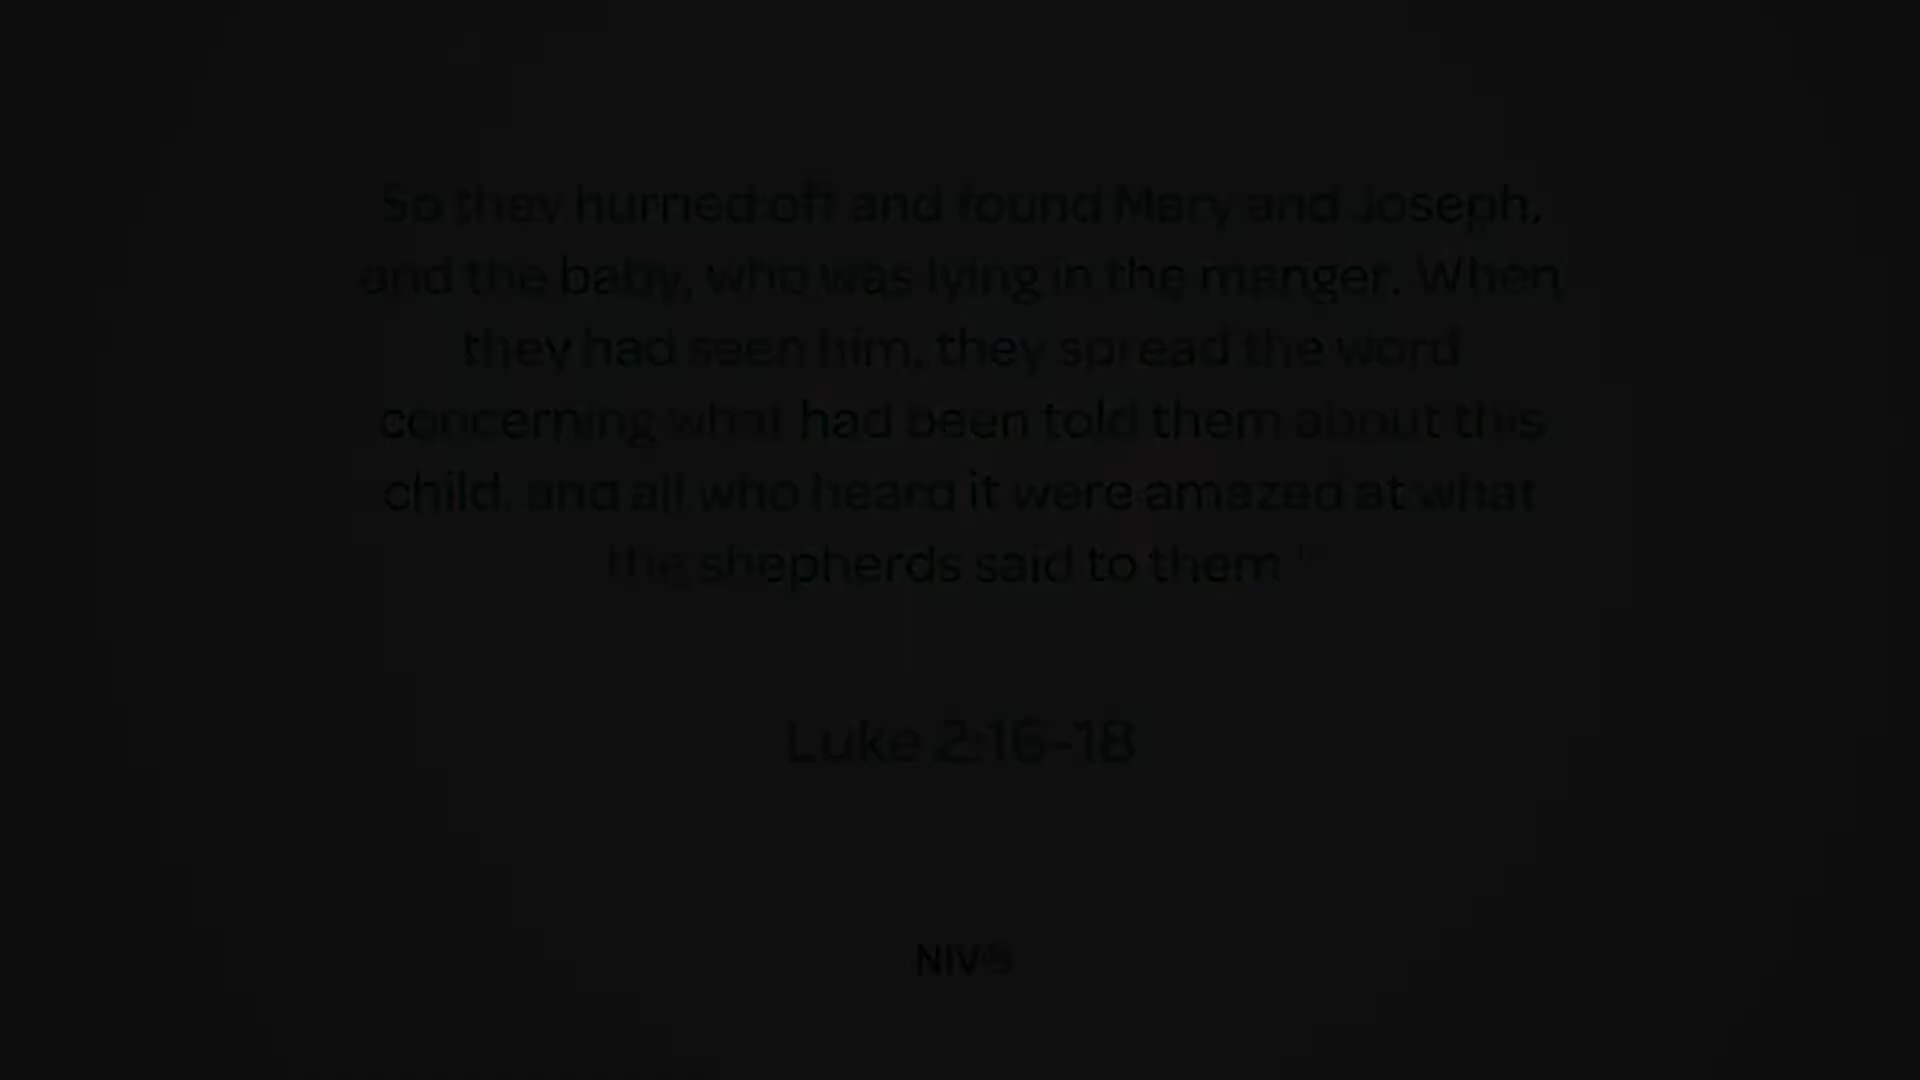 So they hurried off and found Mary and Joseph,
and the baby, who was lying in the manger. When
they had seen him, they spread the word
concerning what had been told them about this
child, and all who heard it were amazed at what
the shepherds said to them."
Luke 2:16-18
NIV®